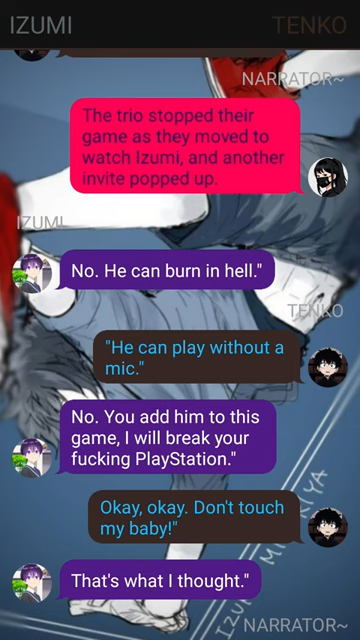 IZUMI
TENKO
NARRATOR~
The trio stopped their
game as they moved to
watch Izumi, and another
invite popped up.
IZUMI
No. He can burn in hell."
TENKO
"He can play without a
mic."
No. You add him to this
game, I will break your
fucking PlayStation."
Okay, okay. Don't touch
my baby!"
That's what I thought."
NARRATOR~